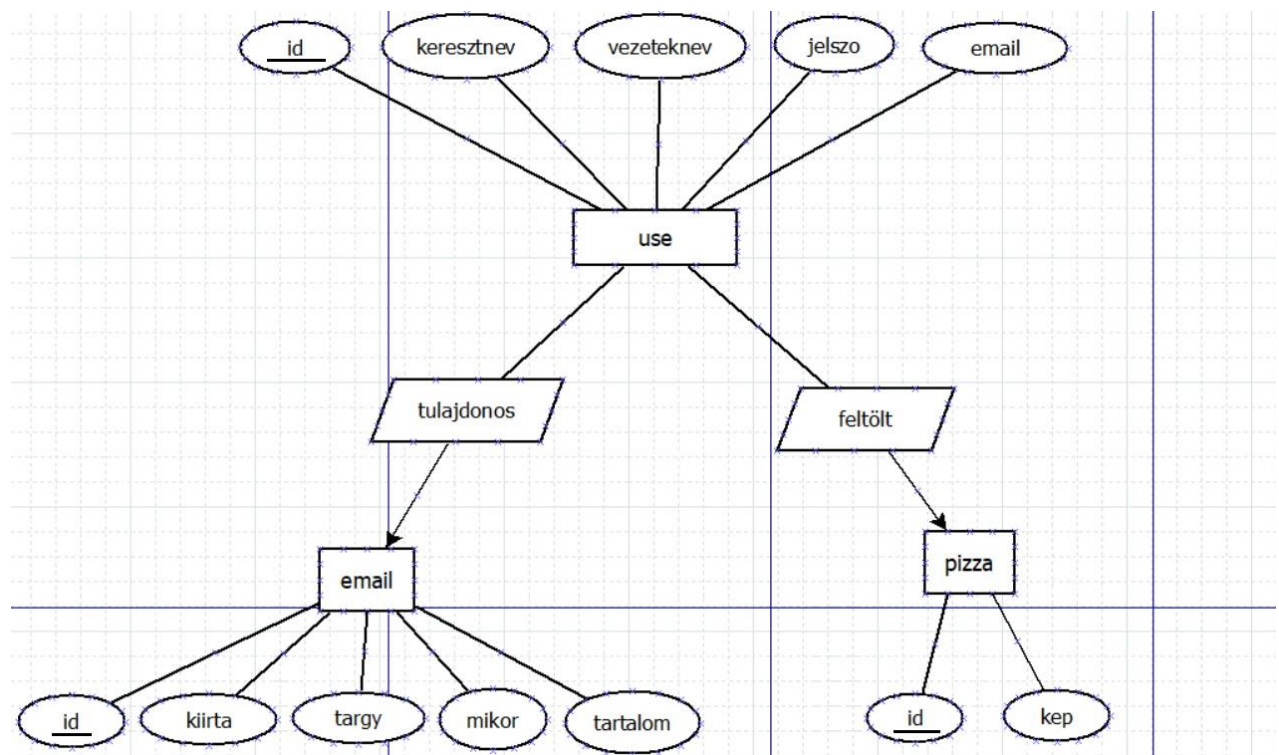 id
keresztnev
vezeteknev
jelszo
email
use
tulajdonos
feltölt
email
pizza
id
kiirta
targy
mikor
tartalom
id
kep